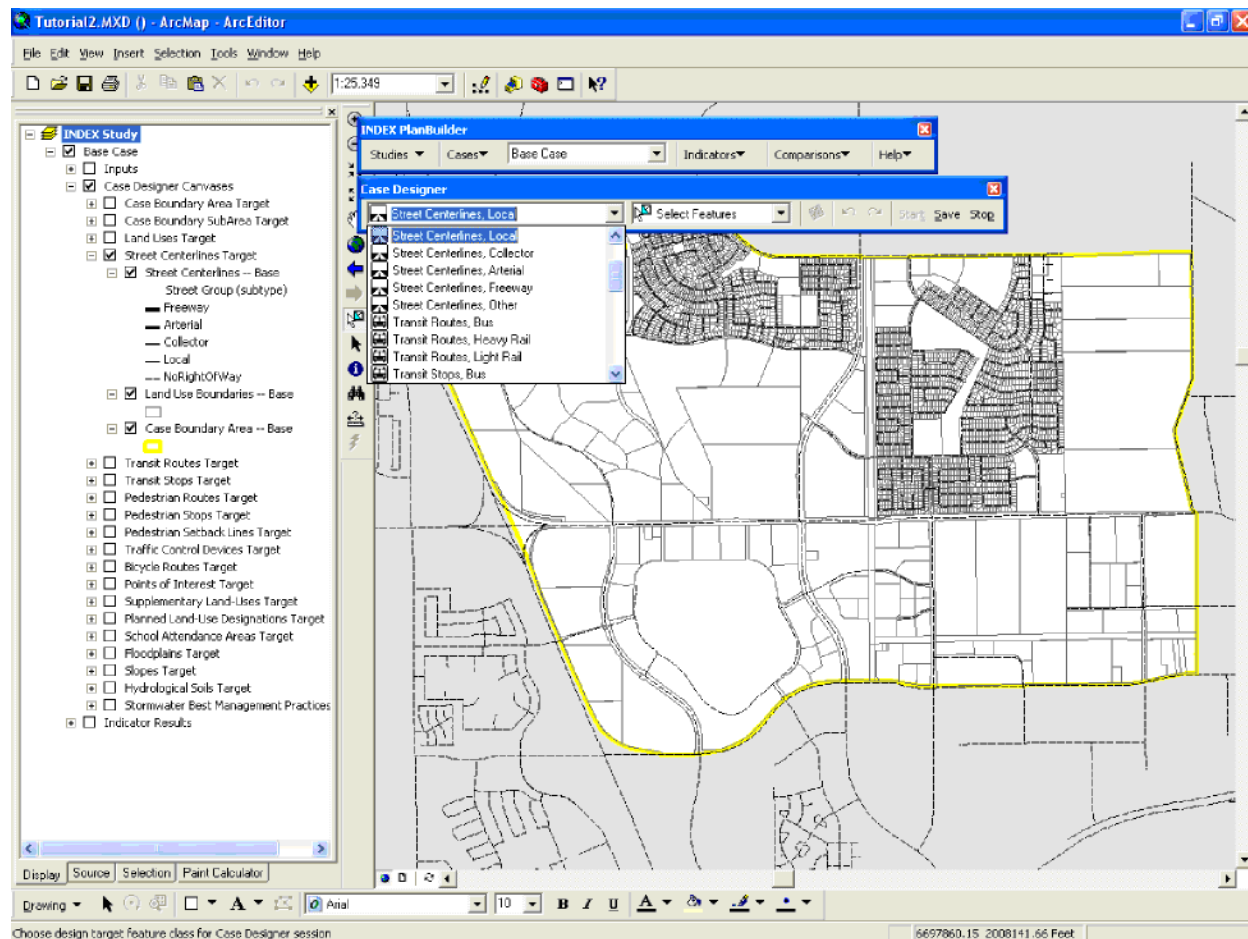 Tutorial2.MXD () - ArcMap - ArcEditor
File Edit View Insert Selection Tools Window Help
1:25,349
INDEX Study
Base Case
Inputs
Case Designer Canvases
Case Boundary Area Target
Case Boundary SubArea Target
Land Uses Target
Street Centerlines Target
Street Centerlines -- Base
Street Group (subtype)
Freeway
Arterial
Collector
Local
NoRightOfWay
Land Use Boundaries -- Base
Case Boundary Area -- Base
Transit Routes Target
Transit Stops Target
Pedestrian Routes Target
Pedestrian Stops Target
Pedestrian Setback Lines Target
Traffic Control Devices Target
Bicycle Routes Target
Points of Interest Target
Supplementary Land-Uses Target
Planned Land-Use Designations Target
School Attendance Areas Target
Floodplains Target
Slopes Target
Hydrological Soils Target
Stormwater Best Management Practices
Indicator Results
Display Source Selection Paint Calculator
INDEX PlanBuilder
Studies Cases Base Case Indicators Comparisons Help
Case Designer
Street Centerlines, Local Select Features Start Save Stop
Street Centerlines, Local
Street Centerlines, Collector
Street Centerlines, Arterial
Street Centerlines, Freeway
Street Centerlines, Other
Transit Routes, Bus
Transit Routes, Heavy Rail
Transit Routes, Light Rail
Transit Stops, Bus
Drawing A Arial 10 B I U A
Choose design target feature class for Case Designer session
6697860.15 2008141.66 Feet